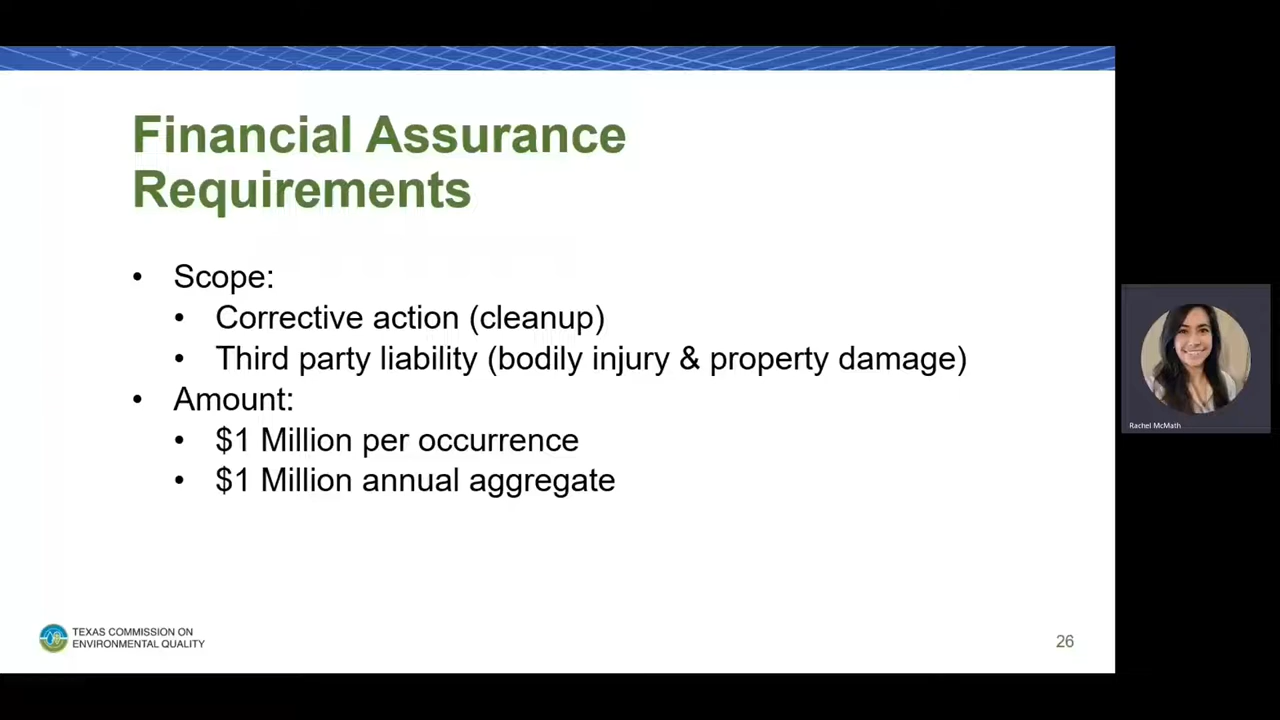 Financial Assurance
Requirements
• Scope:
• Corrective action (cleanup)
• Third party liability (bodily injury & property damage)
• Amount:
• $1 Million per occurrence
• $1 Million annual aggregate
TEXAS COMMISSION ON
ENVIRONMENTAL QUALITY
26
Rachel McMath